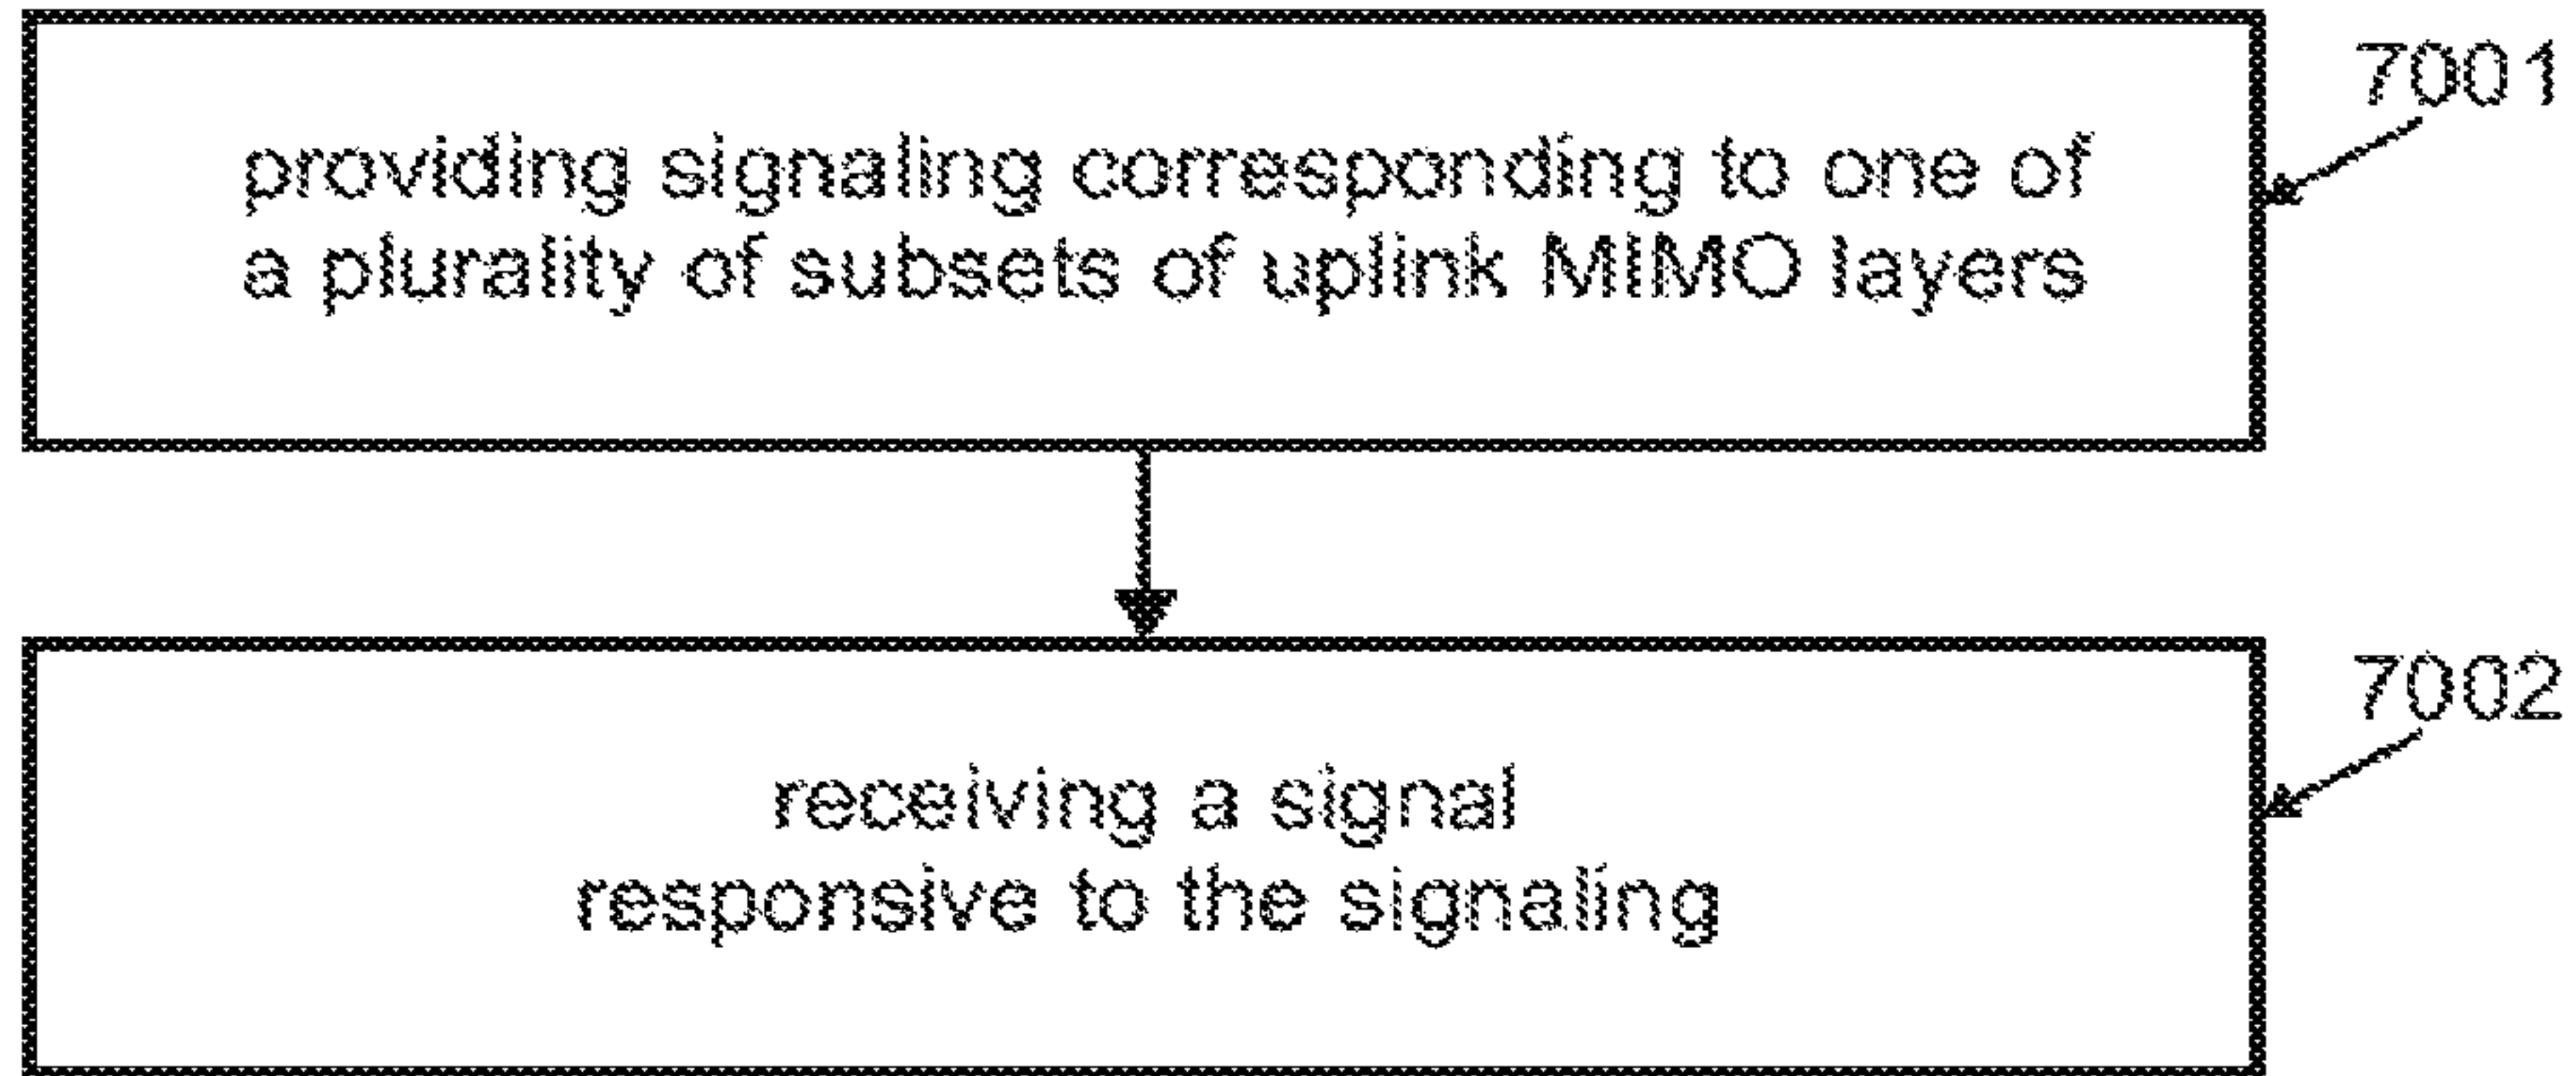 7001
providing signaling corresponding to one of
a plurality of subsets of uplink MIMO layers
7002
receiving a signal
responsive to the signaling